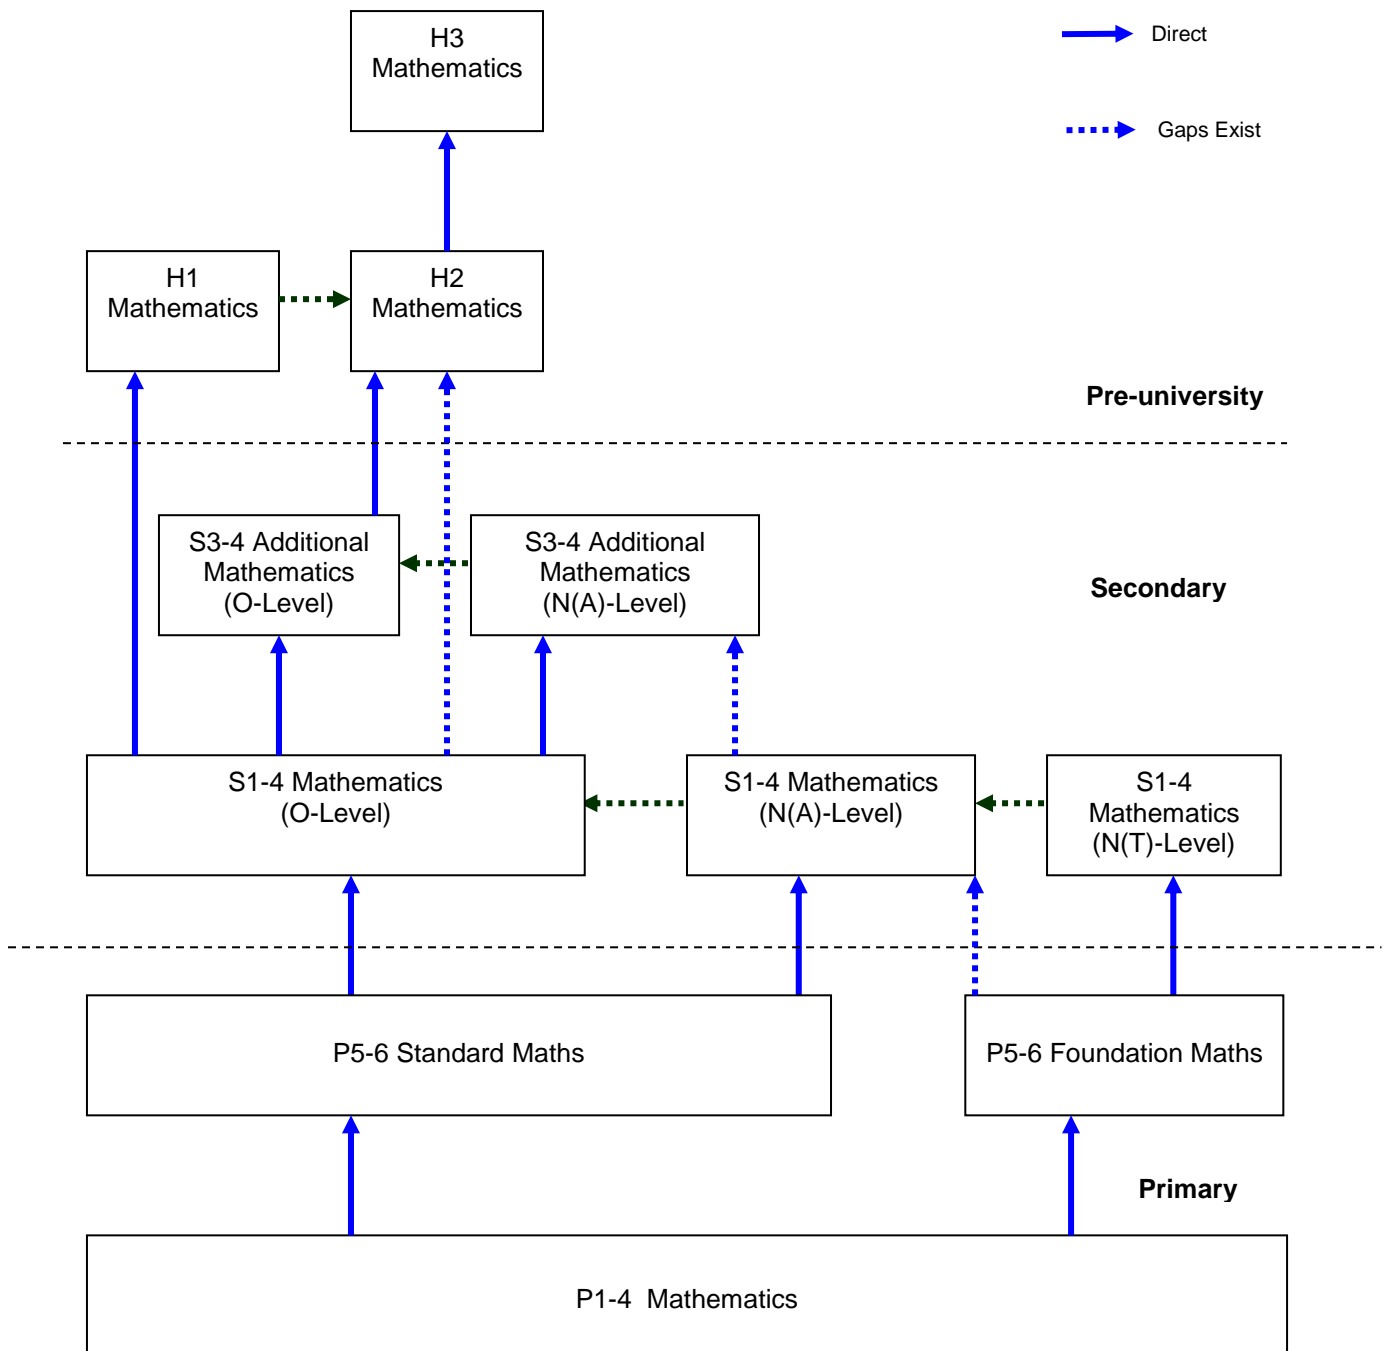 H3
Mathematics
Direct
Gaps Exist
H1
Mathematics
H2
Mathematics
Pre-university
S3-4 Additional
Mathematics
(O-Level)
S3-4 Additional
Mathematics
(N(A)-Level)
Secondary
S1-4 Mathematics
(O-Level)
S1-4 Mathematics
(N(A)-Level)
S1-4
Mathematics
(N(T)-Level)
P5-6 Standard Maths
P5-6 Foundation Maths
Primary
P1-4 Mathematics